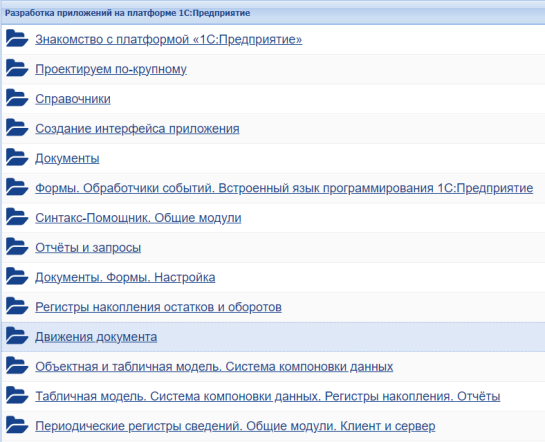 Разработка приложений на платформе 1С:Предприятие
Знакомство с платформой «1С:Предприятие»
Проектируем по-крупному
Справочники
Создание интерфейса приложения
Документы
Формы. Обработчики событий. Встроенный язык программирования 1С:Предприятие
Синтакс-Помощник. Общие модули
Отчёты и запросы
Документы. Формы. Настройка
Регистры накопления остатков и оборотов
Движения документа
Объектная и табличная модель. Система компоновки данных
Табличная модель. Система компоновки данных. Регистры накопления. Отчёты
Периодические регистры сведений. Общие модули. Клиент и сервер